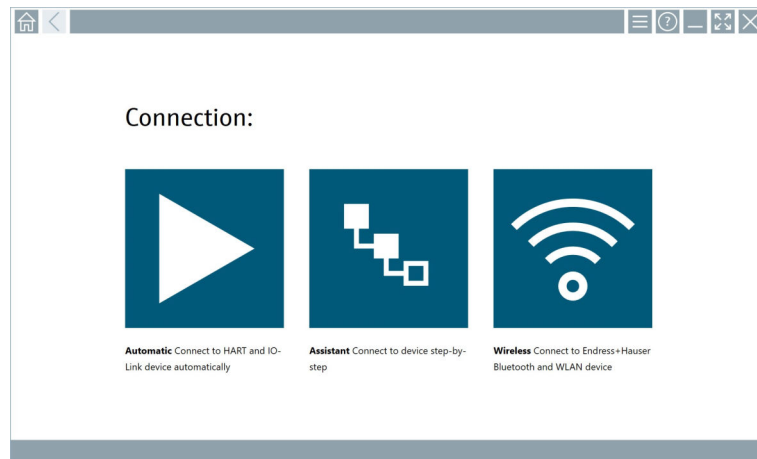 Connection:
Automatic Connect to HART and IO-
Link device automatically
Assistant Connect to device step-by-
step
Wireless Connect to Endress+Hauser
Bluetooth and WLAN device